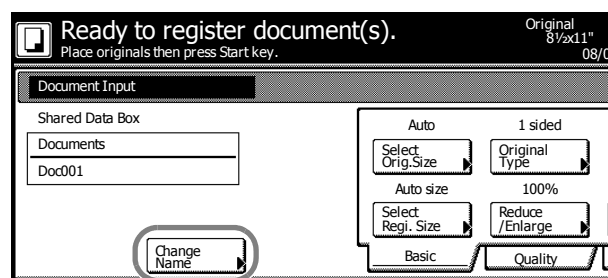 Ready to register document(s).
Place originals then press Start key.
Original
8½x11"
08/0
Document Input
Shared Data Box
Documents
Doc001
Change
Name
Auto
1 sided
Select
Orig.Size
Original
Type
Auto size
100%
Select
Regi. Size
Reduce
/Enlarge
Basic
Quality